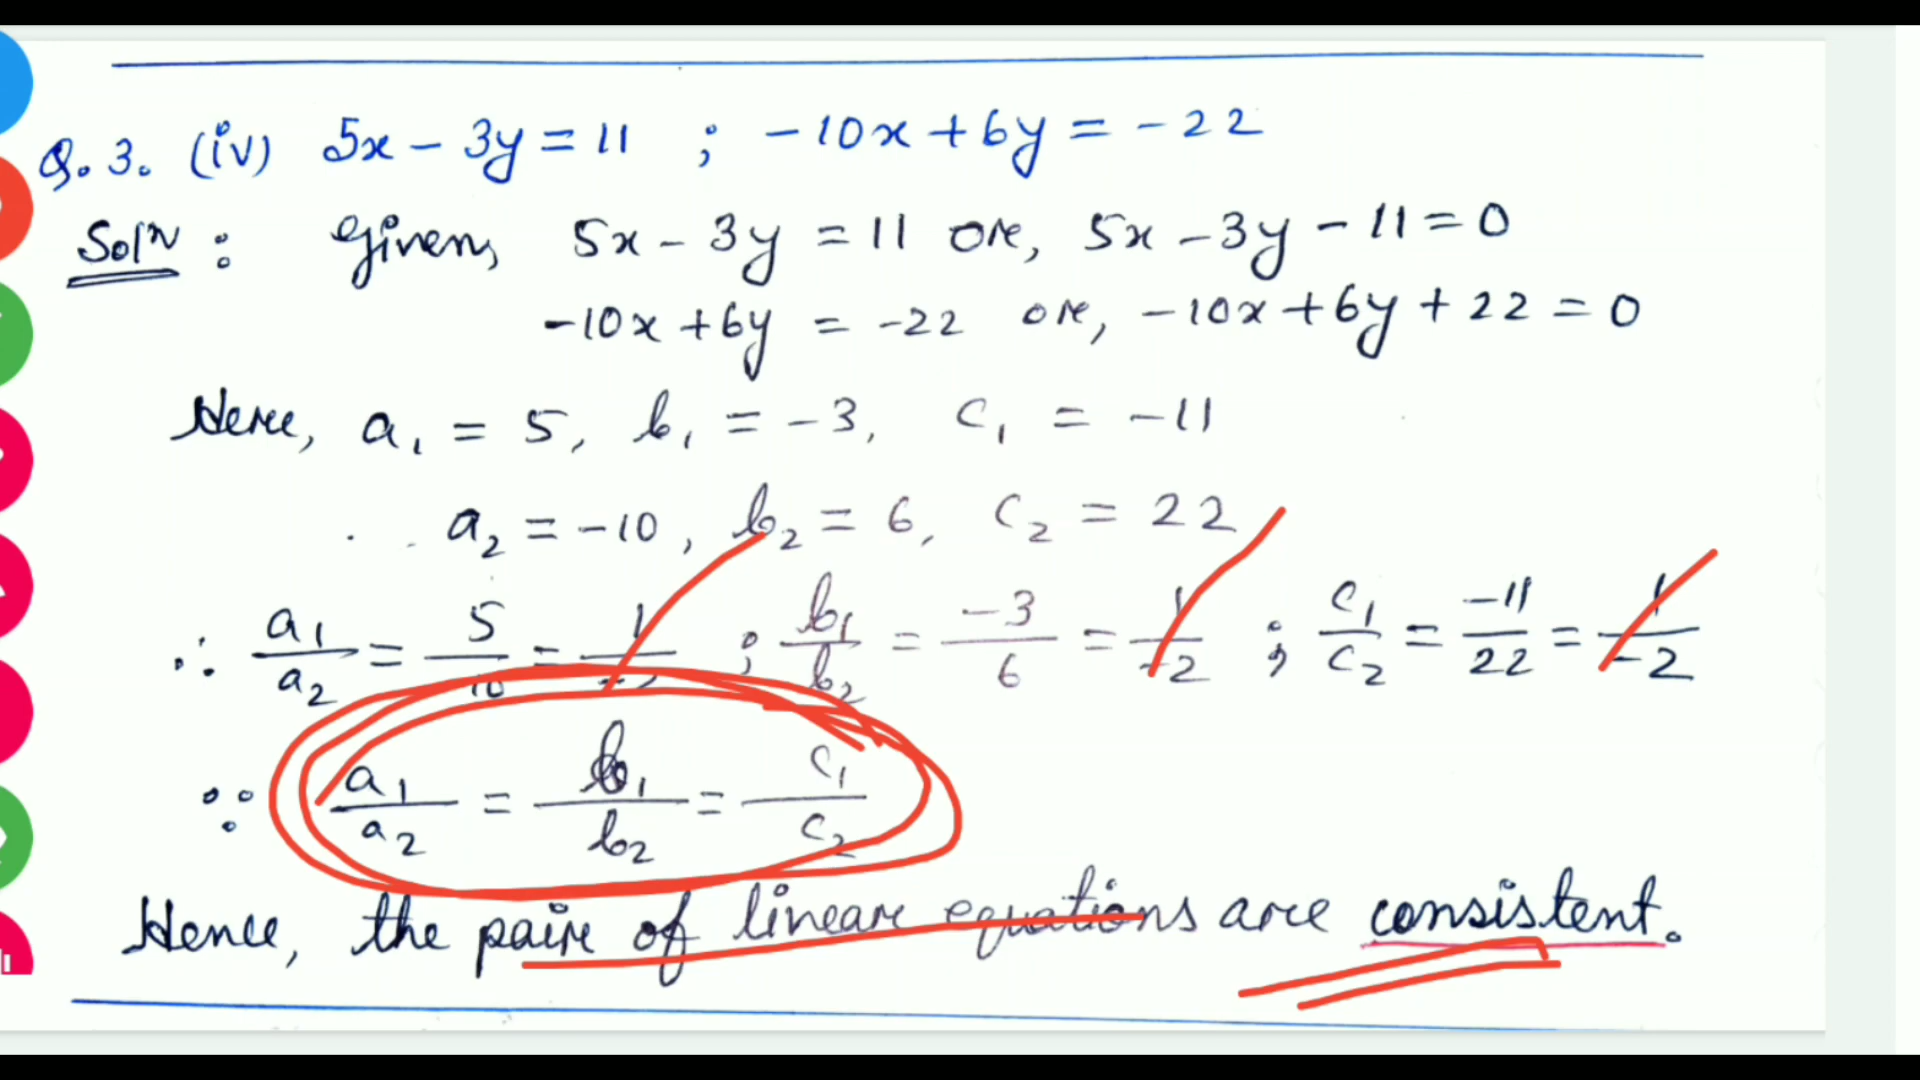 Q. 3. (iv) 5x - 3y = 11 ; -10x + 6y = -22
Soln : Given, 5x - 3y = 11 or, 5x - 3y - 11 = 0
-10x + 6y = -22 or, -10x + 6y + 22 = 0
Here, a₁ = 5, b₁ = -3, c₁ = -11
a₂ = -10, b₂ = 6, c₂ = 22
∴ a₁/a₂ = 5/-10 = 1/-2 ; b₁/b₂ = -3/6 = 1/-2 ; c₁/c₂ = -11/22 = 1/-2
∵ a₁/a₂ = b₁/b₂ = c₁/c₂
Hence, the pair of linear equations are consistent.